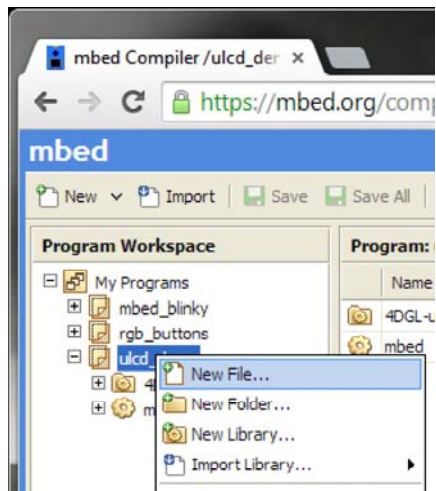 mbed Compiler /ulcd_der
https://mbed.org/comp
mbed
New Import Save Save All
Program Workspace
Program:
My Programs
Name
mbed_blinky
4DGL-u
rgb_buttons
mbed
ulcd_
New File...
New Folder...
New Library...
Import Library...